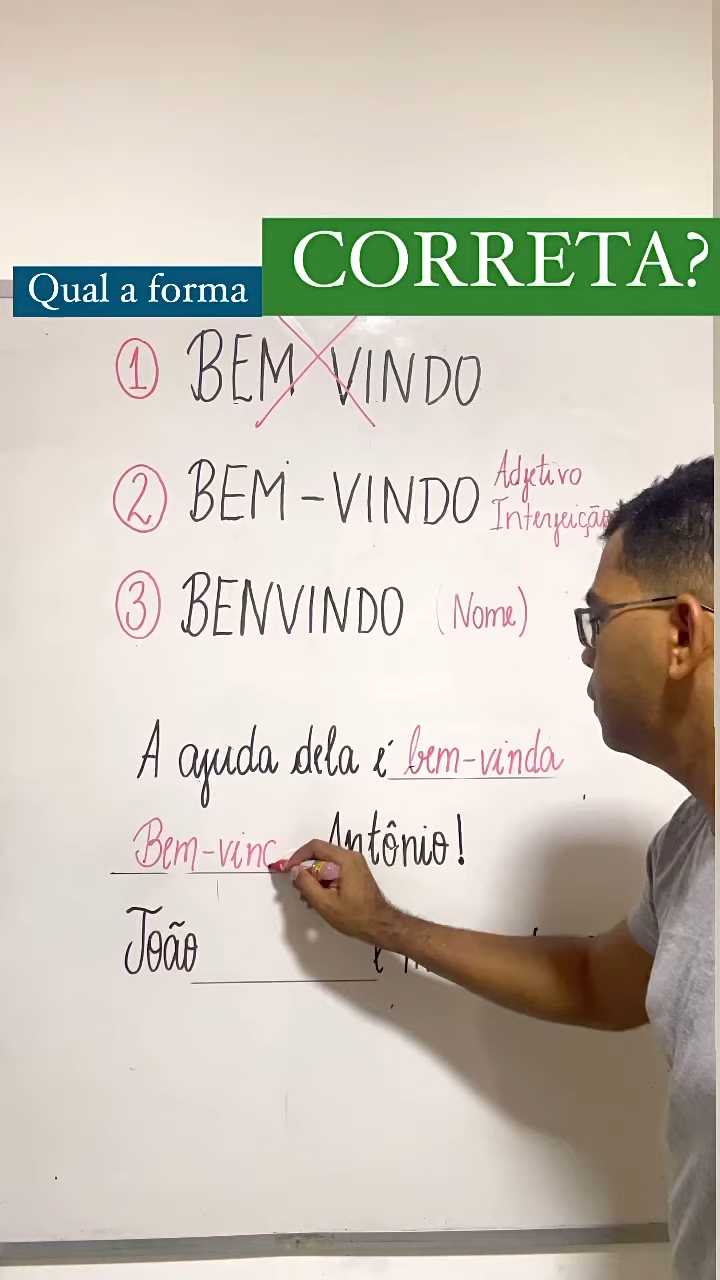 Qual a forma CORRETA?
1 BEM VINDO
2 BEM-VINDO Adjetivo
Interjeição
3 BENVINDO (Nome)
A ajuda dela é bem-vinda
Bem-vinc Antônio!
João é